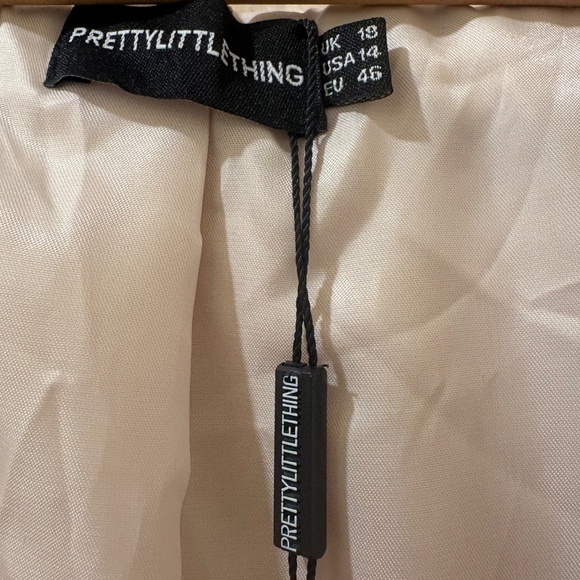 PRETTYLITTLETHING
UK 18
USA 14
EU 46
PRETTYLITTLETHING